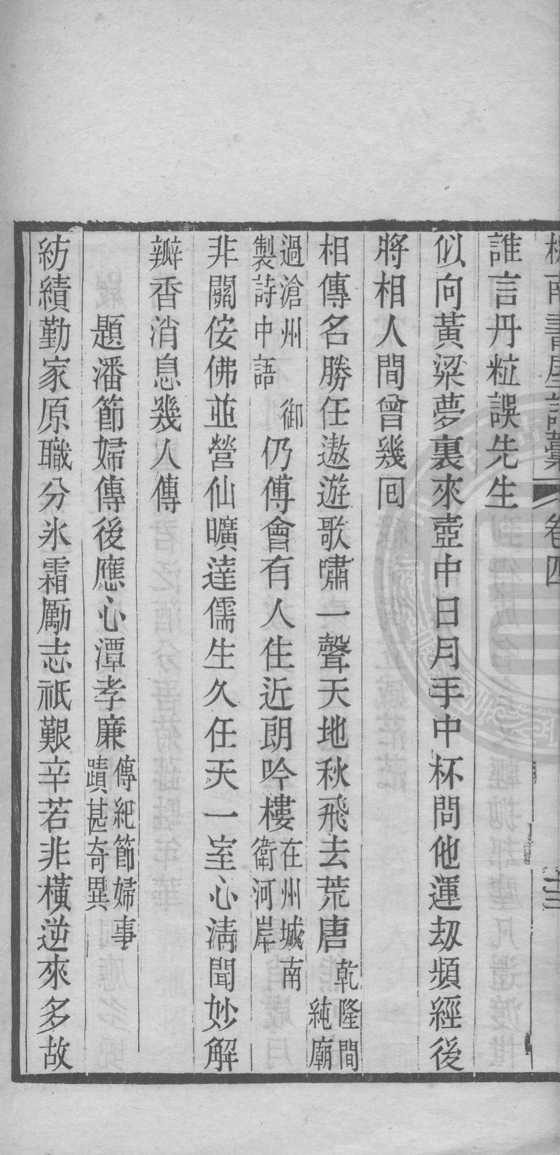 誰言丹粒誤先生
似向黃粱夢裏來壺中日月手中杯問他運刼頻經後
將相人間曾幾囘
相傳名勝任遨遊歌嘯一聲天地秋飛去荒唐乾隆間純廟
過滄州 御製詩中語仍傅會有人住近朗吟樓在州城南衛河岸
非關侫佛並營仙曠達儒生久任天一室心淸聞妙解
瓣香消息幾人傳
題潘節婦傳後應心潭孝廉傳紀節婦事蹟甚奇異
紡績勤家原職分氷霜勵志祇艱辛若非橫逆來多故